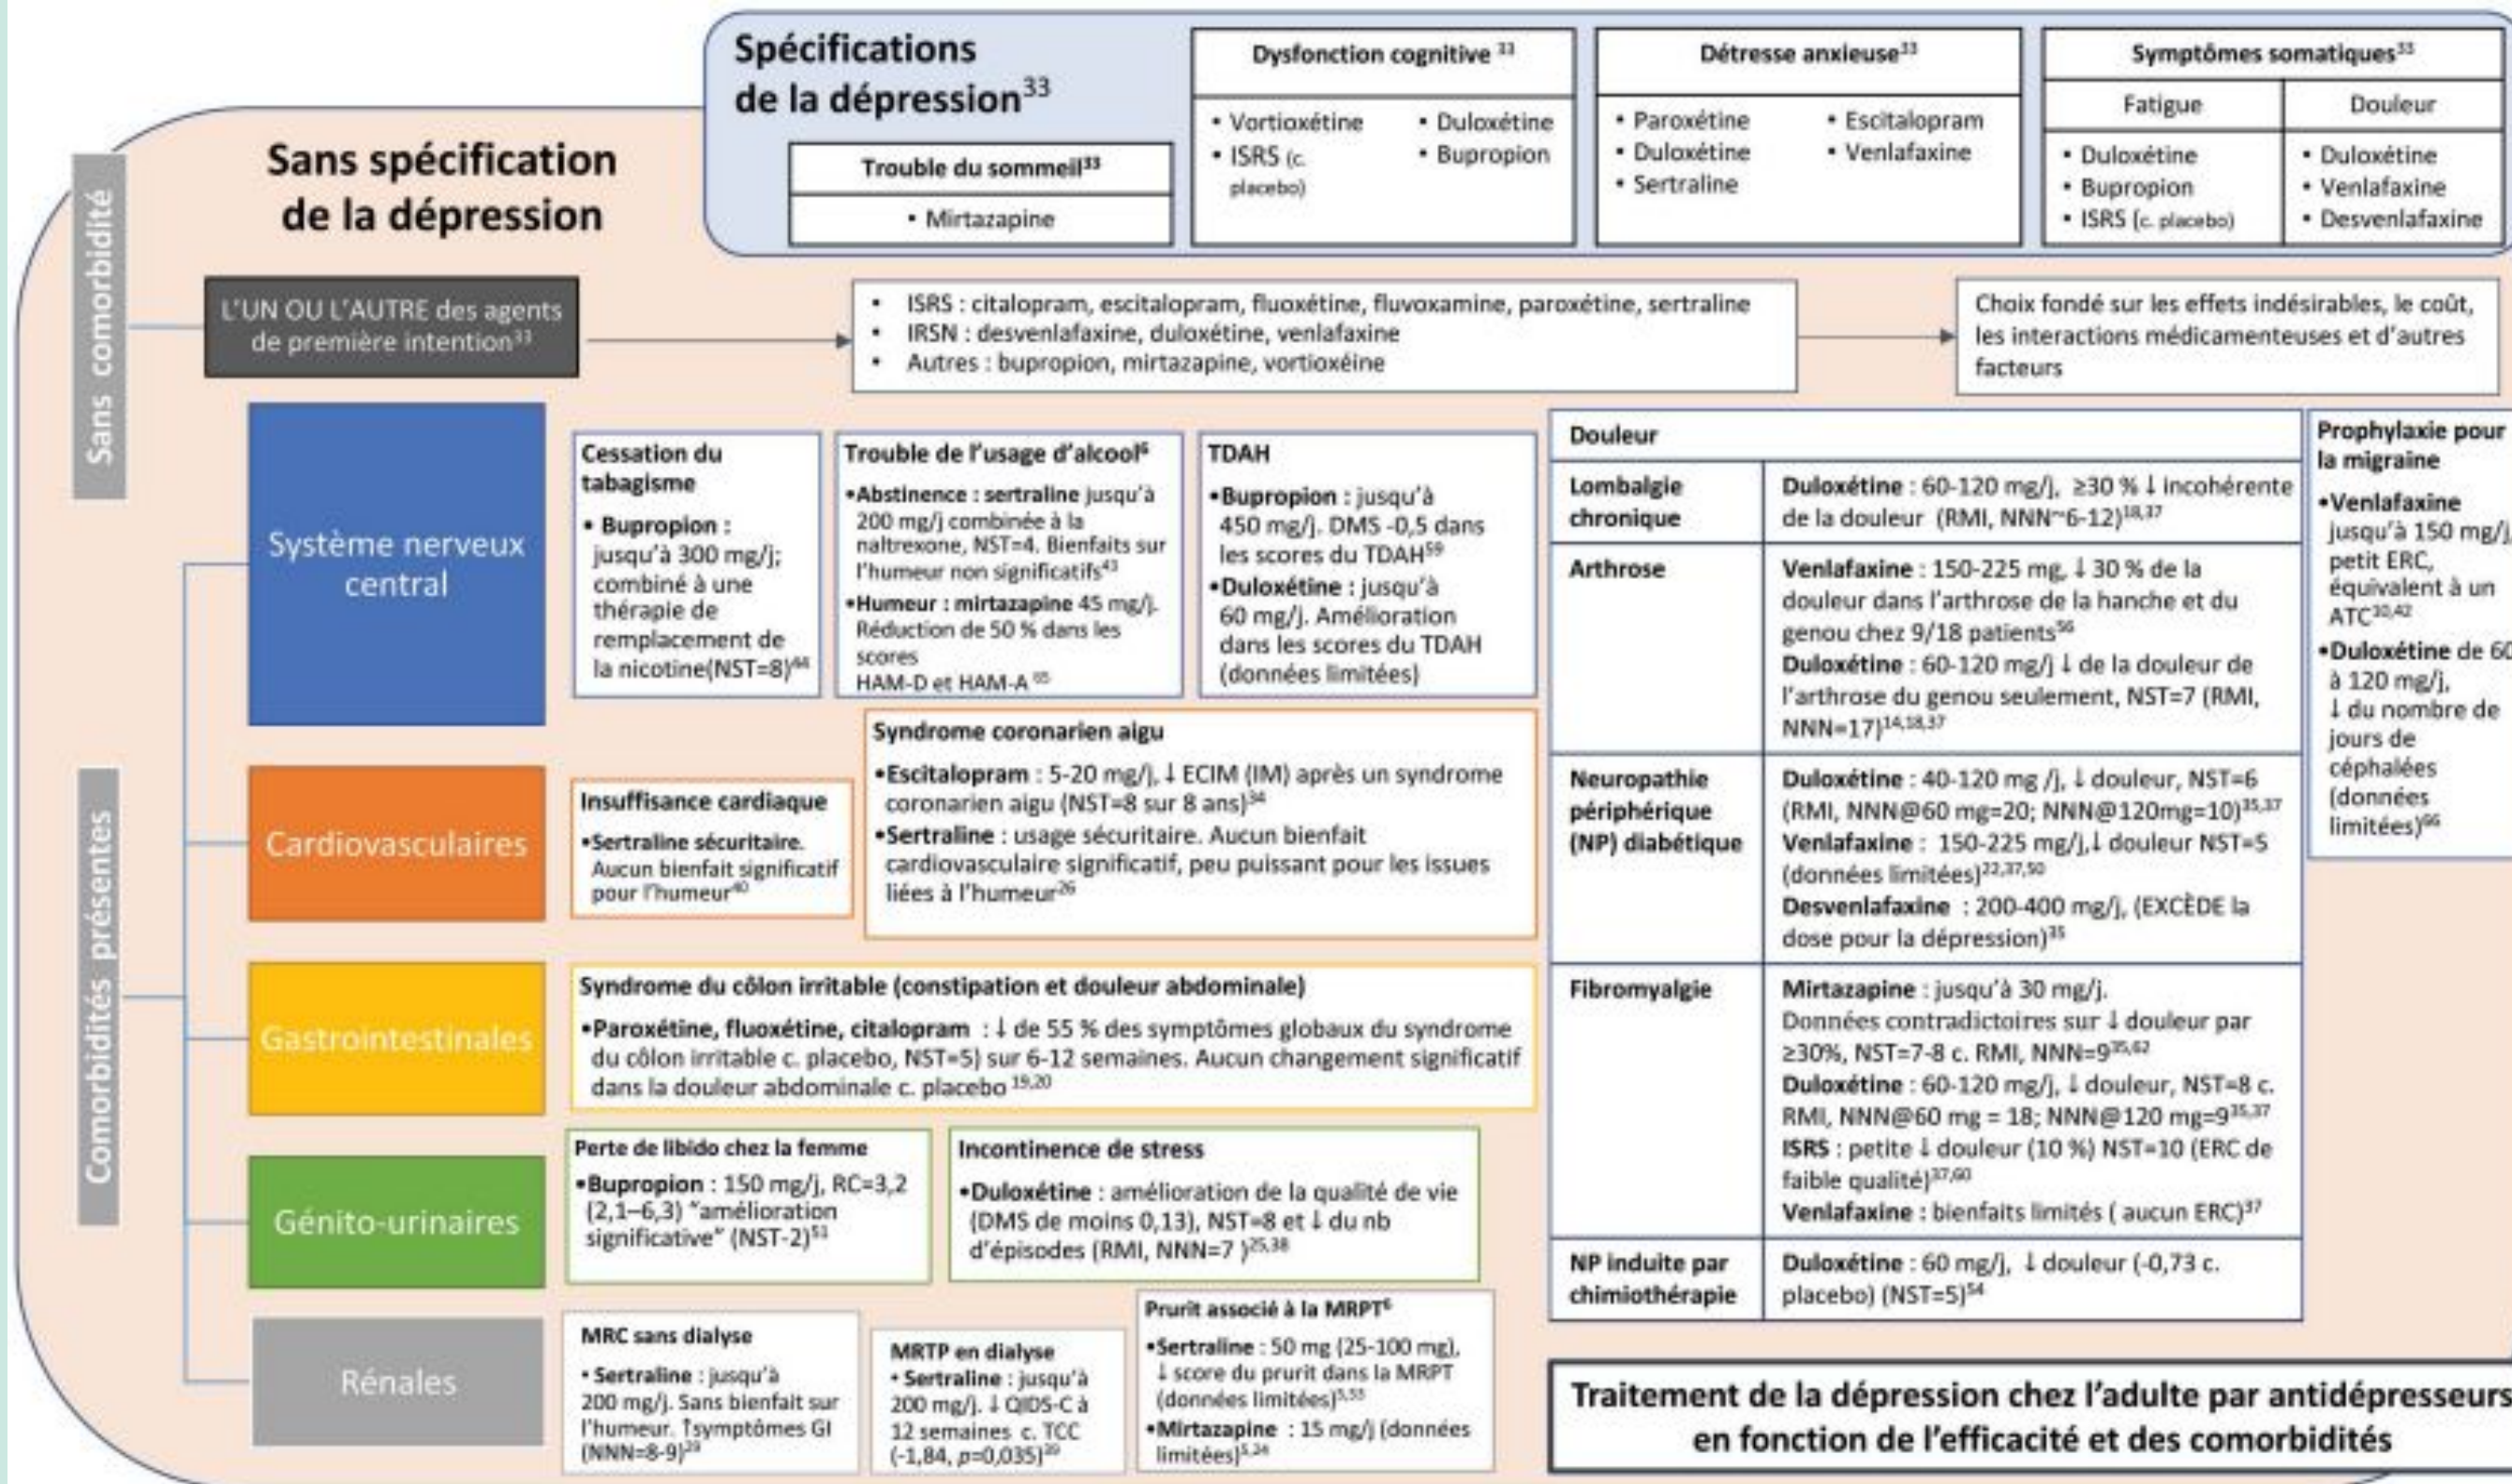 Spécifications
de la dépression³³
Trouble du sommeil³³
• Mirtazapine
Dysfonction cognitive ³³
• Vortioxétine
• ISRS (c.
placebo)
• Duloxétine
• Bupropion
Détresse anxieuse³³
• Paroxétine
• Duloxétine
• Sertraline
• Escitalopram
• Venlafaxine
Symptômes somatiques³³
Fatigue
• Duloxétine
• Bupropion
• ISRS (c. placebo)
Douleur
• Duloxétine
• Venlafaxine
• Desvenlafaxine
Sans comorbidité
Sans spécification
de la dépression
L'UN OU L'AUTRE des agents
de première intention³³
• ISRS : citalopram, escitalopram, fluoxétine, fluvoxamine, paroxétine, sertraline
• IRSN : desvenlafaxine, duloxétine, venlafaxine
• Autres : bupropion, mirtazapine, vortioxéine
Choix fondé sur les effets indésirables, le coût,
les interactions médicamenteuses et d'autres
facteurs
Comorbidités présentes
Système nerveux
central
Cessation du
tabagisme
• Bupropion :
jusqu'à 300 mg/j;
combiné à une
thérapie de
remplacement de
la nicotine(NST=8)⁴⁴
Trouble de l'usage d'alcool⁶
•Abstinence : sertraline jusqu'à
200 mg/j combinée à la
naltrexone, NST=4. Bienfaits sur
l'humeur non significatifs⁴³
•Humeur : mirtazapine 45 mg/j.
Réduction de 50 % dans les
scores
HAM-D et HAM-A ⁶⁵
TDAH
•Bupropion : jusqu'à
450 mg/j. DMS -0,5 dans
les scores du TDAH⁵⁹
•Duloxétine : jusqu'à
60 mg/j. Amélioration
dans les scores du TDAH
(données limitées)
Douleur
Lombalgie
chronique
Duloxétine : 60-120 mg/j, ≥30 % ↓ incohérente
de la douleur (RMI, NNN~6-12)¹⁸,³⁷
Arthrose
Venlafaxine : 150-225 mg, ↓ 30 % de la
douleur dans l'arthrose de la hanche et du
genou chez 9/18 patients⁵⁶
Duloxétine : 60-120 mg/j ↓ de la douleur de
l'arthrose du genou seulement, NST=7 (RMI,
NNN=17)¹⁴,¹⁸,³⁷
Neuropathie
périphérique
(NP) diabétique
Duloxétine : 40-120 mg /j, ↓ douleur, NST=6
(RMI, NNN@60 mg=20; NNN@120mg=10)³⁵,³⁷
Venlafaxine : 150-225 mg/j,↓ douleur NST=5
(données limitées)²²,³⁷,⁵⁰
Desvenlafaxine : 200-400 mg/j, (EXCÈDE la
dose pour la dépression)³⁵
Fibromyalgie
Mirtazapine : jusqu'à 30 mg/j.
Données contradictoires sur ↓ douleur par
≥30%, NST=7-8 c. RMI, NNN=9³⁵,⁶²
Duloxétine : 60-120 mg/j, ↓ douleur, NST=8 c.
RMI, NNN@60 mg = 18; NNN@120 mg=9³⁵,³⁷
ISRS : petite ↓ douleur (10 %) NST=10 (ERC de
faible qualité)³⁷,⁶⁰
Venlafaxine : bienfaits limités ( aucun ERC)³⁷
NP induite par
chimiothérapie
Duloxétine : 60 mg/j, ↓ douleur (-0,73 c.
placebo) (NST=5)⁵⁴
Prophylaxie pour
la migraine
•Venlafaxine
jusqu'à 150 mg/j,
petit ERC,
équivalent à un
ATC³⁰,⁴²
•Duloxétine de 60
à 120 mg/j,
↓ du nombre de
jours de
céphalées
(données
limitées)⁶⁶
Cardiovasculaires
Insuffisance cardiaque
•Sertraline sécuritaire.
Aucun bienfait significatif
pour l'humeur⁴⁰
Syndrome coronarien aigu
•Escitalopram : 5-20 mg/j, ↓ ECIM (IM) après un syndrome
coronarien aigu (NST=8 sur 8 ans)³⁴
•Sertraline : usage sécuritaire. Aucun bienfait
cardiovasculaire significatif, peu puissant pour les issues
liées à l'humeur²⁶
Gastrointestinales
Syndrome du côlon irritable (constipation et douleur abdominale)
•Paroxétine, fluoxétine, citalopram : ↓ de 55 % des symptômes globaux du syndrome
du côlon irritable c. placebo, NST=5) sur 6-12 semaines. Aucun changement significatif
dans la douleur abdominale c. placebo ¹⁹,²⁰
Génito-urinaires
Perte de libido chez la femme
•Bupropion : 150 mg/j, RC=3,2
(2,1–6,3) "amélioration
significative" (NST-2)⁵¹
Incontinence de stress
•Duloxétine : amélioration de la qualité de vie
(DMS de moins 0,13), NST=8 et ↓ du nb
d'épisodes (RMI, NNN=7 )²⁵,³⁸
Rénales
MRC sans dialyse
• Sertraline : jusqu'à
200 mg/j. Sans bienfait sur
l'humeur. ↑symptômes GI
(NNN=8-9)²⁹
MRTP en dialyse
• Sertraline : jusqu'à
200 mg/j. ↓ QIDS-C à
12 semaines c. TCC
(-1,84, p=0,035)³⁹
Prurit associé à la MRPT⁶
•Sertraline : 50 mg (25-100 mg),
↓ score du prurit dans la MRPT
(données limitées)
•Mirtazapine : 15 mg/j (données
limitées)
Traitement de la dépression chez l'adulte par antidépresseurs
en fonction de l'efficacité et des comorbidités